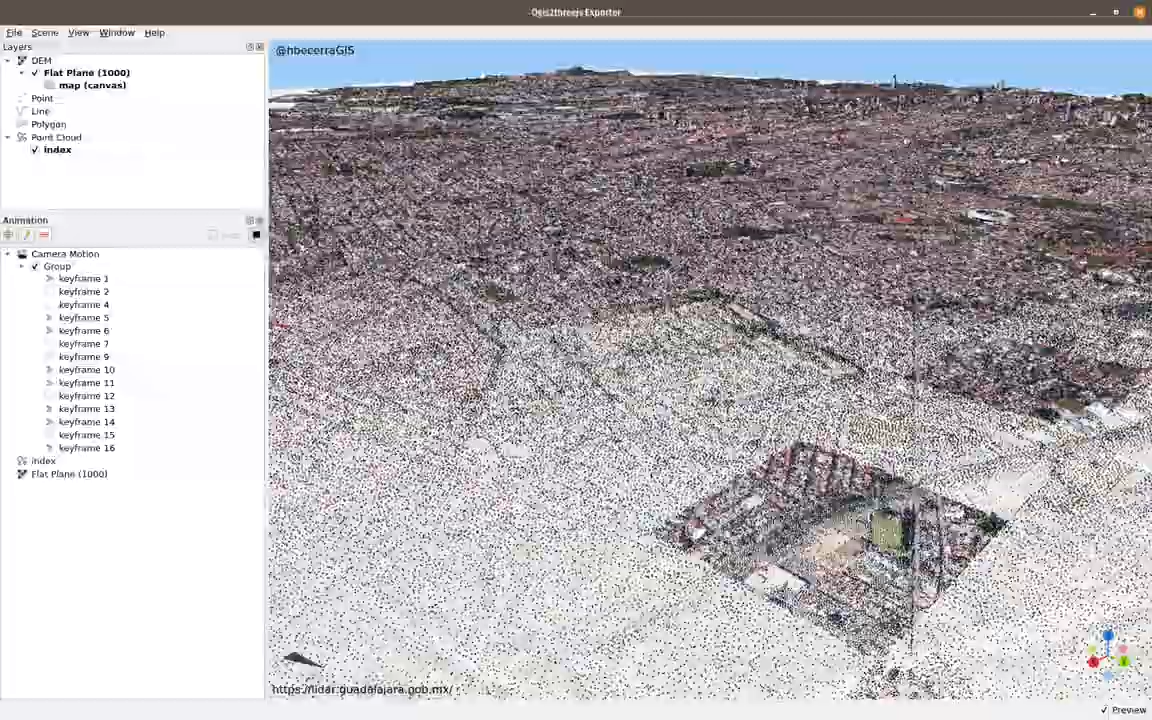 Qgis2threejs Exporter
File Scene View Window Help
Layers
DEM
Flat Plane (1000)
map (canvas)
Point
Line
Polygon
Point Cloud
index
Animation
Camera Motion
Group
keyframe 1
keyframe 2
keyframe 4
keyframe 5
keyframe 6
keyframe 7
keyframe 9
keyframe 10
keyframe 11
keyframe 12
keyframe 13
keyframe 14
keyframe 15
keyframe 16
index
Flat Plane (1000)
@hbecerraGIS
https://lidar.guadalajara.gob.mx/
Preview